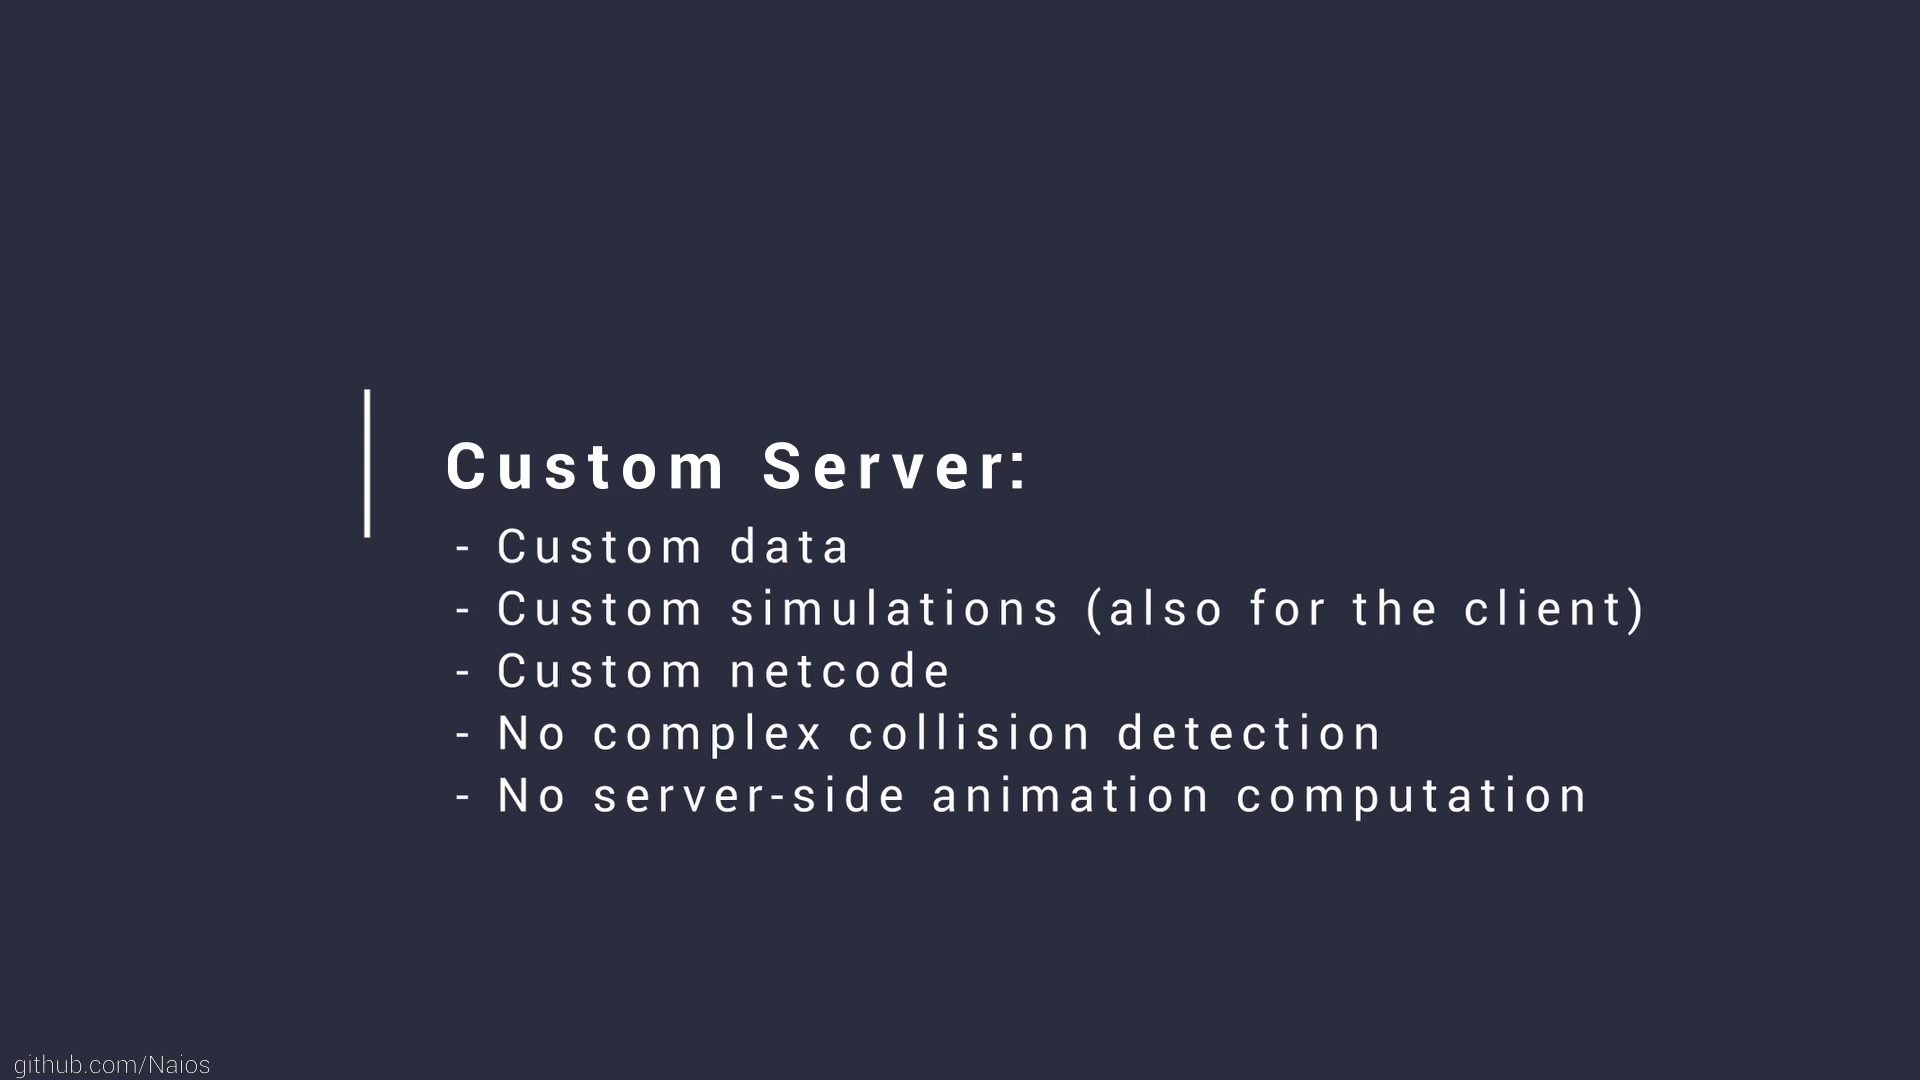 Custom Server:
- Custom data
- Custom simulations (also for the client)
- Custom netcode
- No complex collision detection
- No server-side animation computation
github.com/Naios